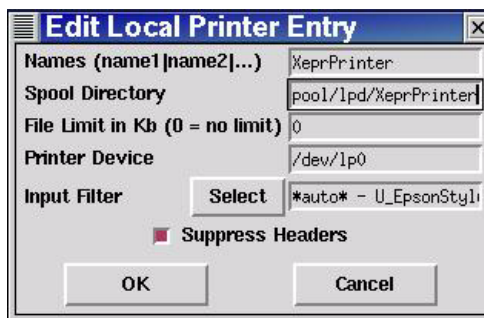 Edit Local Printer Entry
Names (name1|name2|...) XeprPrinter
Spool Directory pool/lpd/XeprPrinter
File Limit in Kb (0 = no limit) 0
Printer Device /dev/lp0
Input Filter Select *auto* - U_EpsonStyl
Suppress Headers
OK Cancel